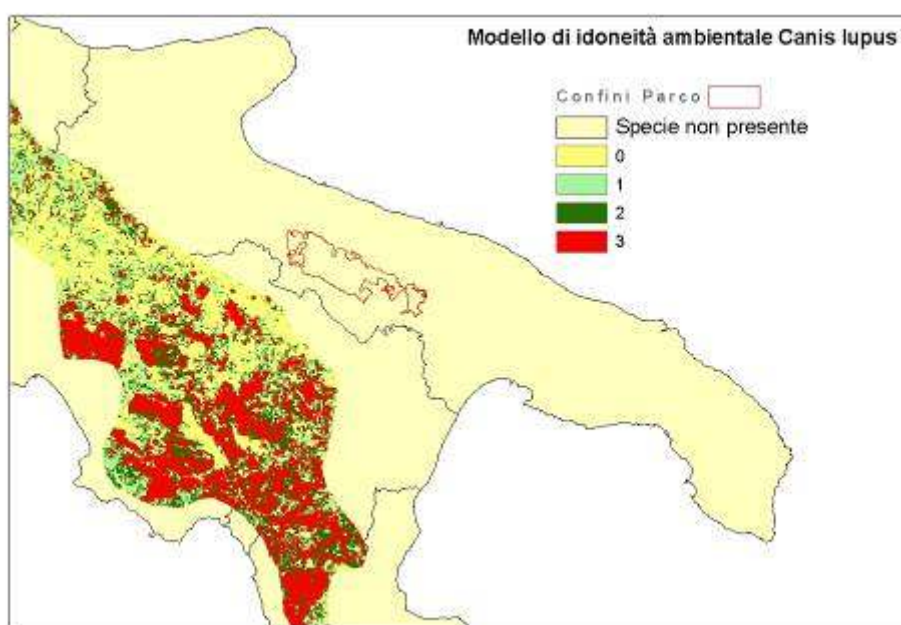 Modello di idoneità ambientale Canis lupus
Confini Parco
Specie non presente
0
1
2
3